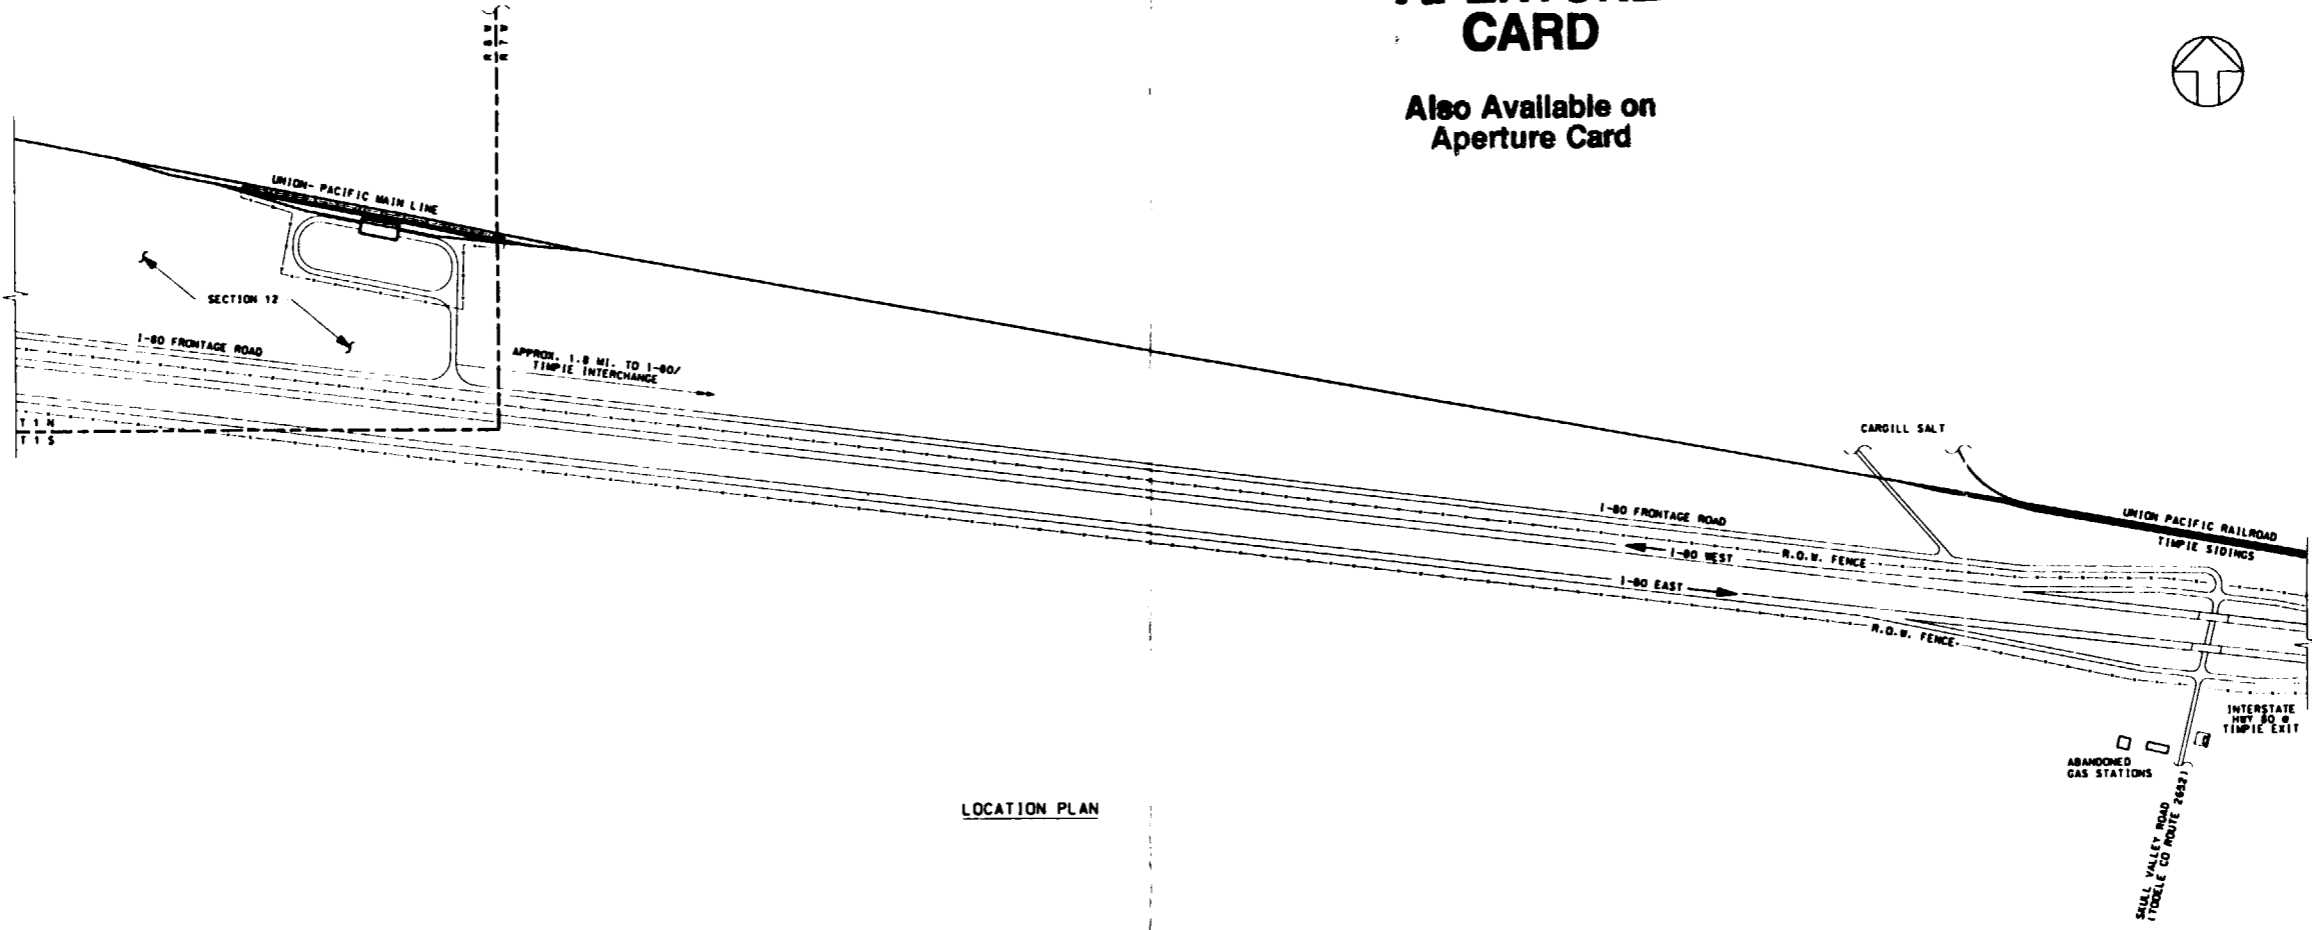 CARD
Also Available on
Aperture Card
R 8 W
R 7 W
UNION- PACIFIC MAIN LINE
SECTION 12
I-80 FRONTAGE ROAD
APPROX. 1.8 MI. TO I-80/
TIMPIE INTERCHANGE
T 1 N
T 1 S
CARGILL SALT
I-80 FRONTAGE ROAD
UNION PACIFIC RAILROAD
TIMPIE SIDINGS
I-80 WEST
R.O.W. FENCE
I-80 EAST
R.O.W. FENCE
INTERSTATE
HWY 80 @
TIMPIE EXIT
ABANDONED
GAS STATIONS
SKULL VALLEY ROAD
(TOOELE CO ROUTE 2652)
LOCATION PLAN